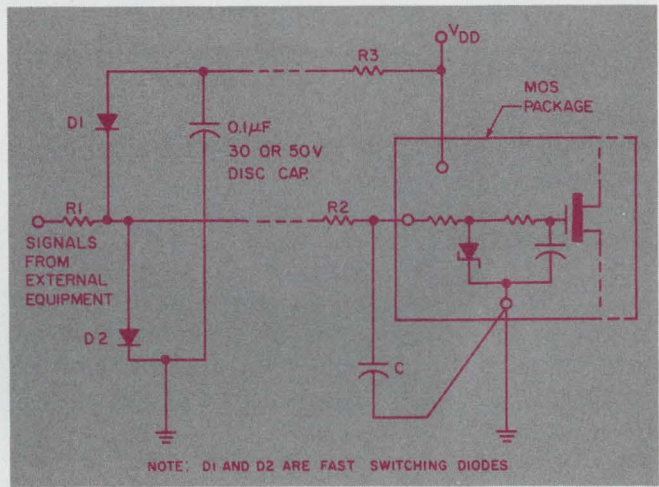 VDD
R3
MOS
PACKAGE
D1
0.1µF
30 OR 50V
DISC CAP.
R1
R2
SIGNALS
FROM
EXTERNAL
EQUIPMENT
D2
C
NOTE: D1 AND D2 ARE FAST SWITCHING DIODES